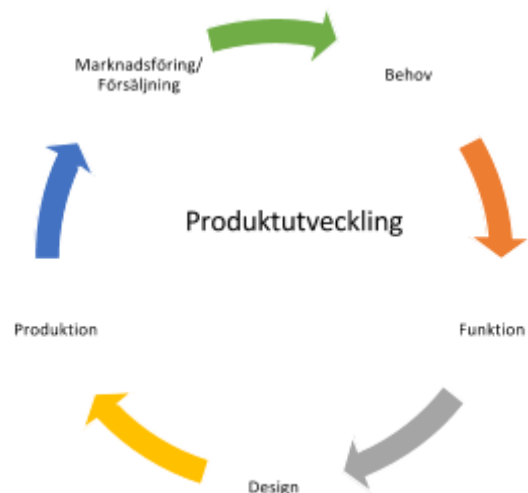 Marknadsföring/
Försäljning
Behov
Produktutveckling
Produktion
Funktion
Design